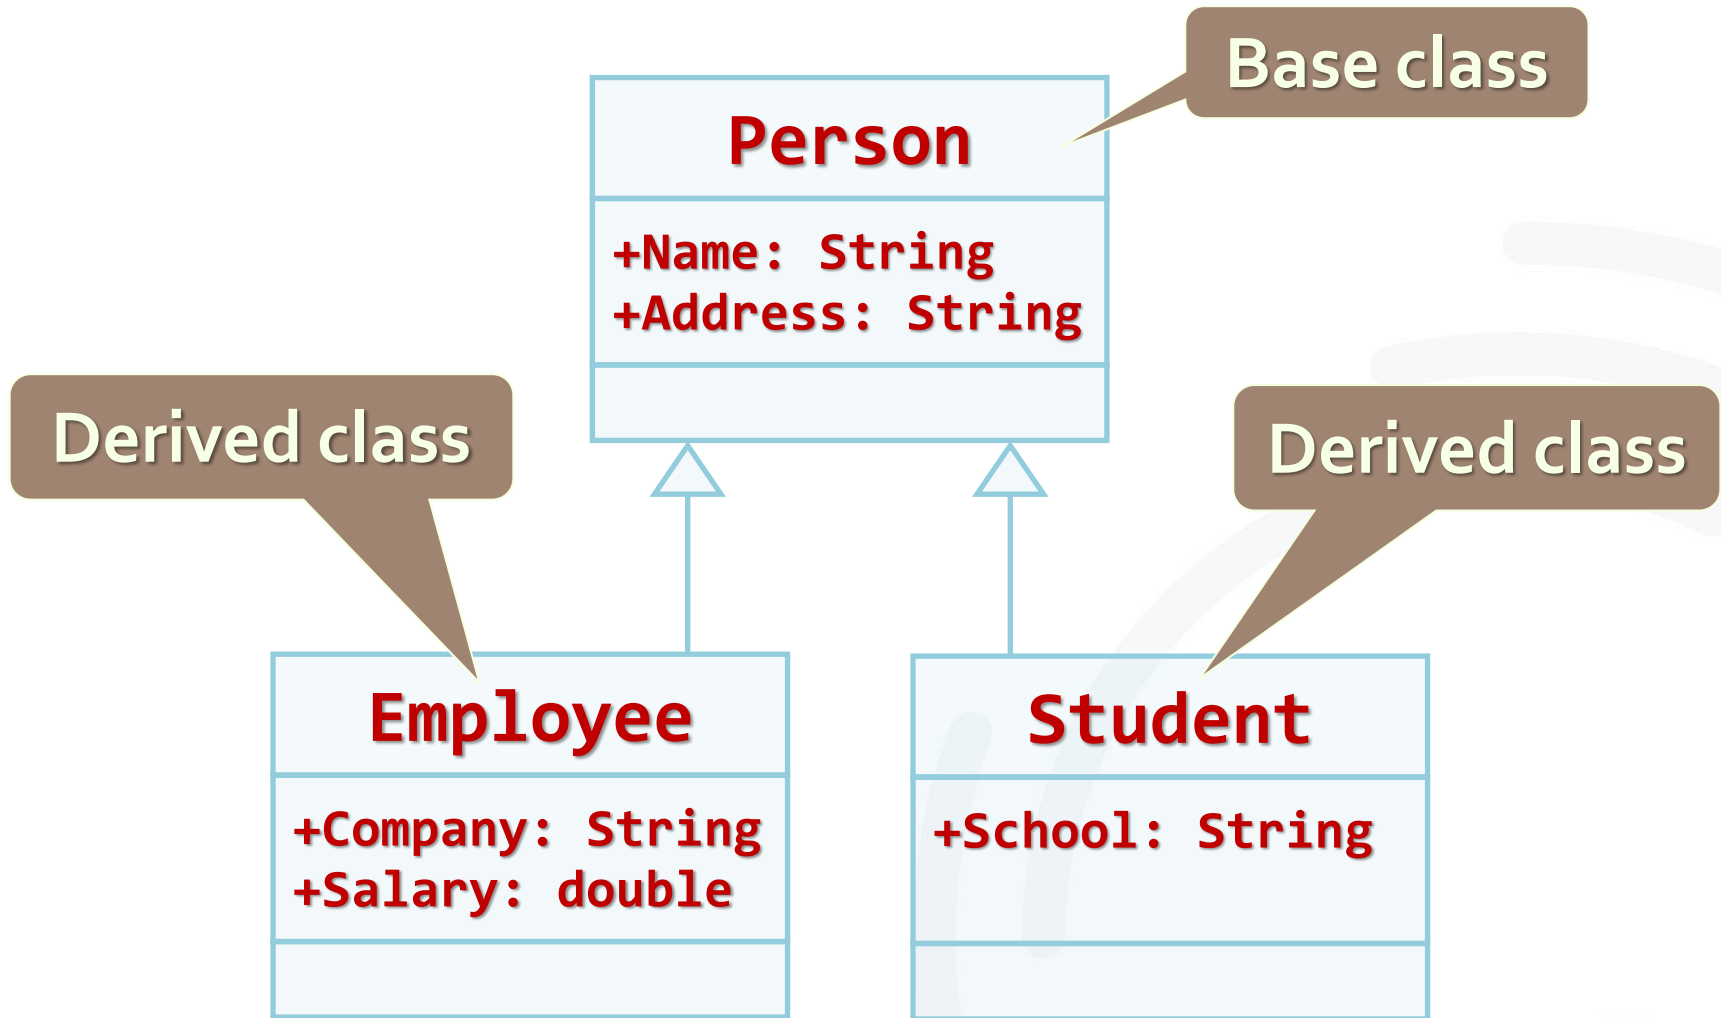 Base class
Person
+Name: String
+Address: String
Derived class
Derived class
Employee
+Company: String
+Salary: double
Student
+School: String